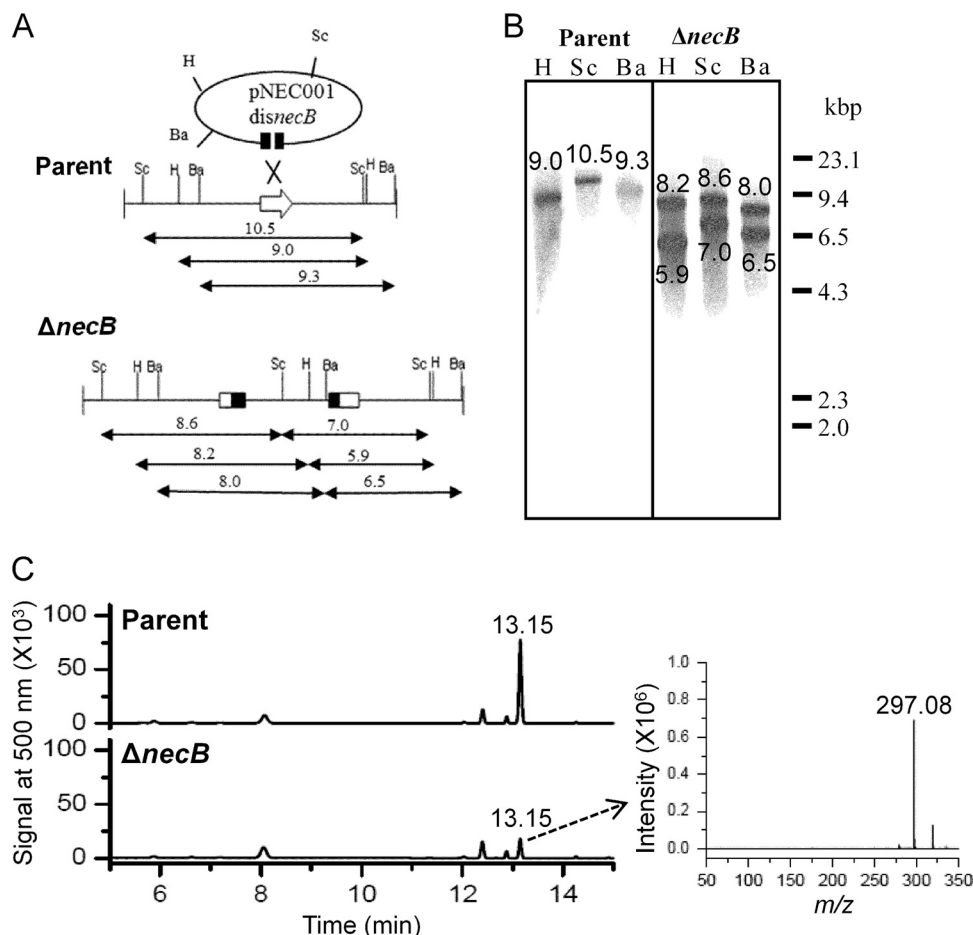 A
Sc
H
pNEC001
disnecB
Ba
Parent
Sc H Ba Sc H Ba
10.5
9.0
9.3
ΔnecB
Sc H Ba Sc H Ba Sc H Ba
8.6 7.0
8.2 5.9
8.0 6.5
B
Parent ΔnecB
H Sc Ba H Sc Ba
kbp
9.0 10.5 9.3 8.2 8.6 8.0
5.9 7.0 6.5
23.1
9.4
6.5
4.3
2.3
2.0
C
Signal at 500 nm (X10³)
100
50
0
Parent
13.15
100
50
0
ΔnecB
13.15
6 8 10 12 14
Time (min)
Intensity (X10⁶)
1.0
0.8
0.6
0.4
0.2
0.0
297.08
50 100 150 200 250 300 350
m/z